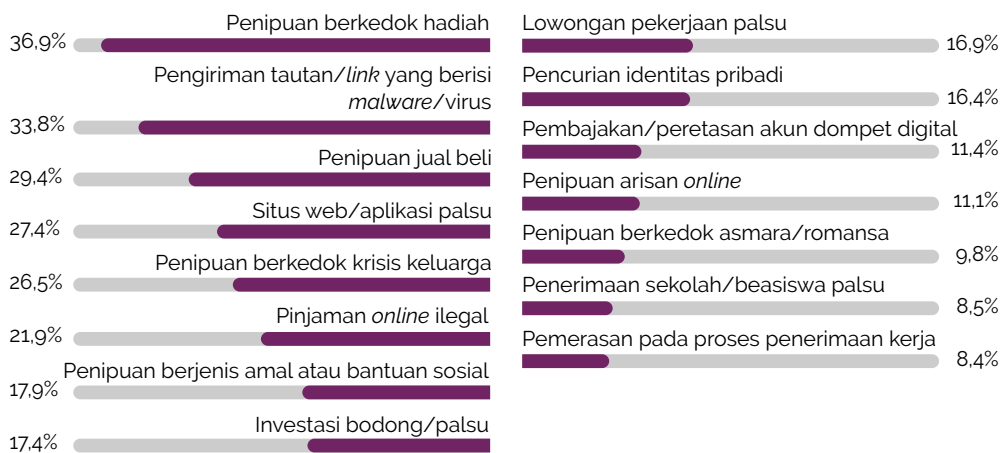 Penipuan berkedok hadiah
36,9%
Pengiriman tautan/link yang berisi
malware/virus
33,8%
Penipuan jual beli
29,4%
Situs web/aplikasi palsu
27,4%
Penipuan berkedok krisis keluarga
26,5%
Pinjaman online ilegal
21,9%
Penipuan berjenis amal atau bantuan sosial
17,9%
Investasi bodong/palsu
17,4%
Lowongan pekerjaan palsu
16,9%
Pencurian identitas pribadi
16,4%
Pembajakan/peretasan akun dompet digital
11,4%
Penipuan arisan online
11,1%
Penipuan berkedok asmara/romansa
9,8%
Penerimaan sekolah/beasiswa palsu
8,5%
Pemerasan pada proses penerimaan kerja
8,4%